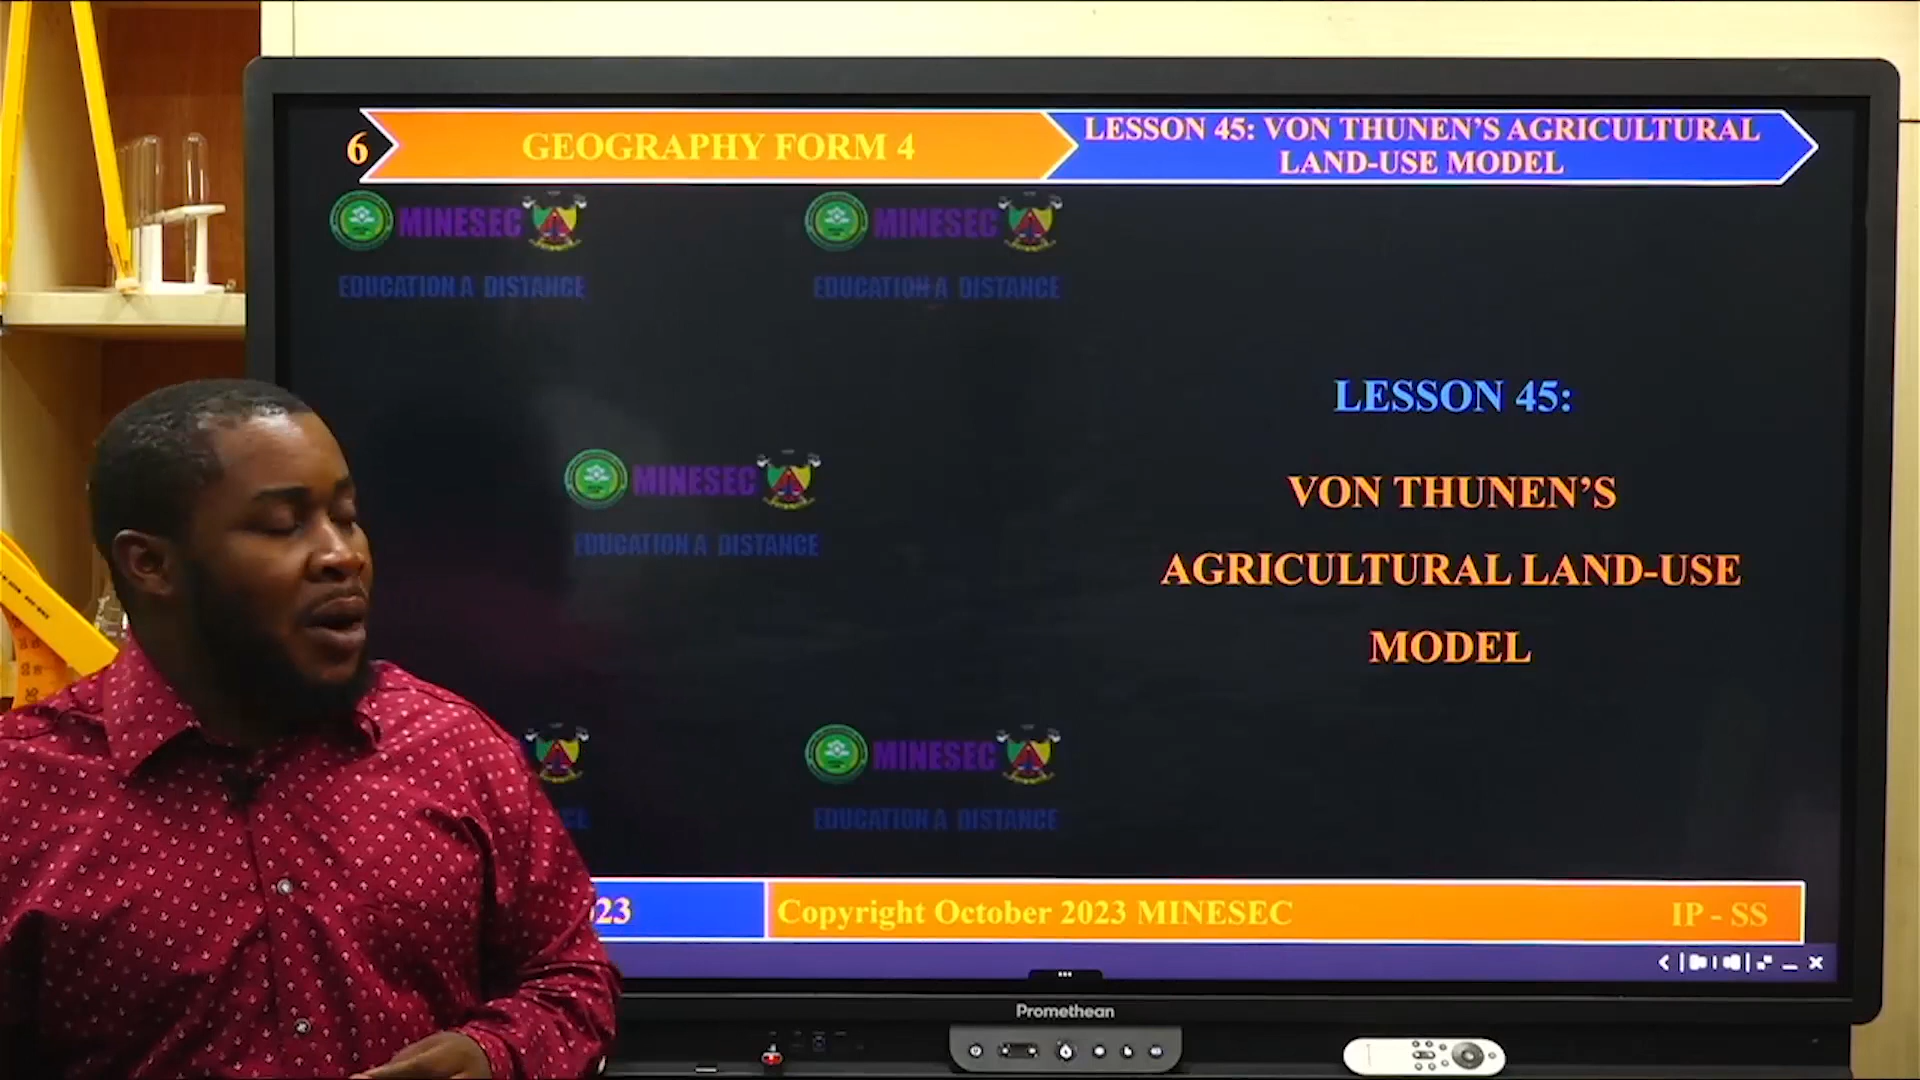 6
GEOGRAPHY FORM 4
LESSON 45: VON THUNEN'S AGRICULTURAL
LAND-USE MODEL
MINESEC
EDUCATION A DISTANCE
MINESEC
EDUCATION A DISTANCE
LESSON 45:
VON THUNEN'S
AGRICULTURAL LAND-USE
MODEL
MINESEC
EDUCATION A DISTANCE
MINESEC
EDUCATION A DISTANCE
23
Copyright October 2023 MINESEC
IP - SS
Promethean